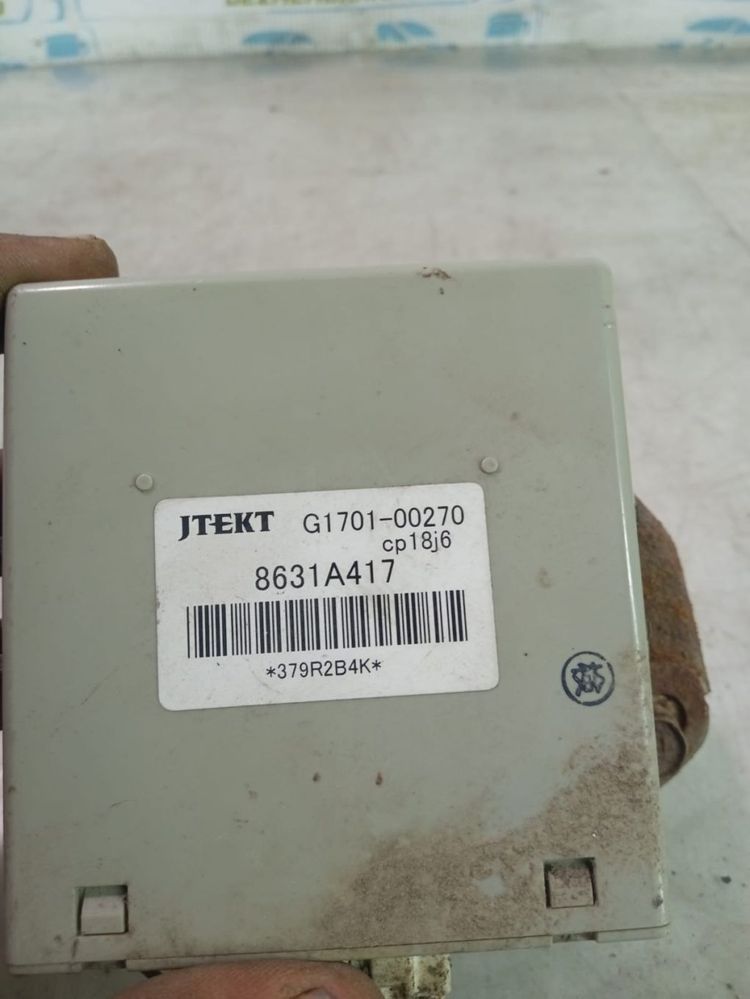 JTEKT G1701-00270
cp18j6
8631A417
*379R2B4K*